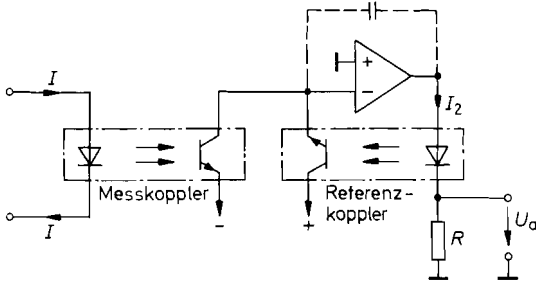 I
+
−
I2
Messkoppler
Referenz-
koppler
−
+
R
Ua
I